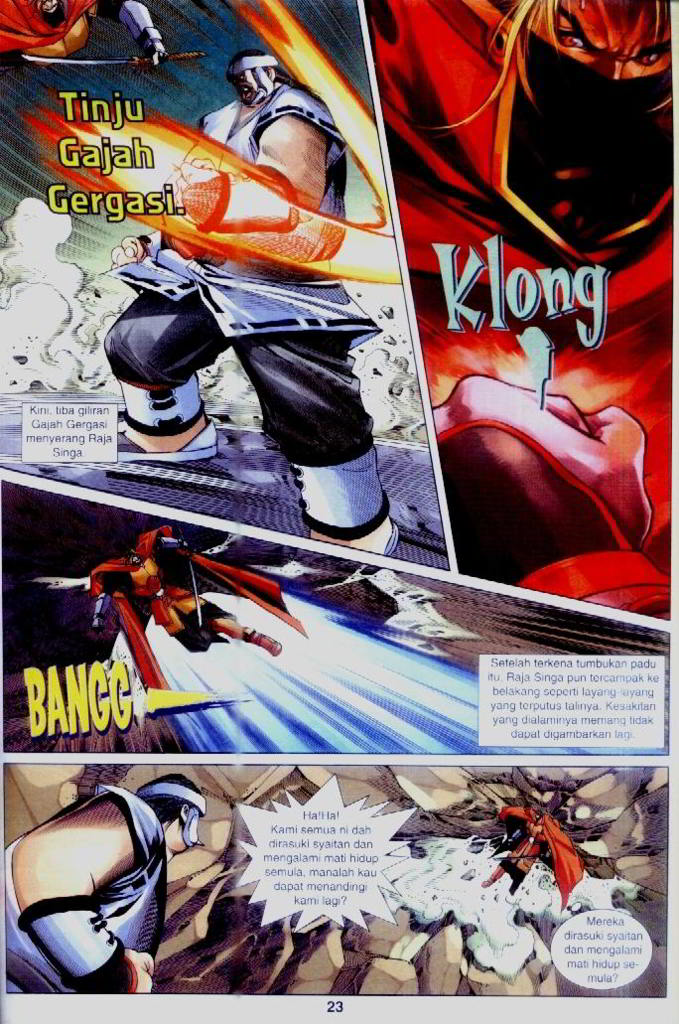 Tinju
Gajah
Gergasi.
Klong
Kini, tiba giliran
Gajah Gergasi
menyerang Raja
Singa.
BANGG
Setelah terkena tumbukan padu
itu, Raja Singa pun tercampak ke
belakang seperti layang-layang
yang terputus talinya. Kesakitan
yang dialaminya memang tidak
dapat digambarkan lagi.
Ha!Ha!
Kami semua ni dah
dirasuki syaitan dan
mengalami mati hidup
semula, manalah kau
dapat menandingi
kami lagi?
Mereka
dirasuki syaitan
dan mengalami
mati hidup se-
mula?
23